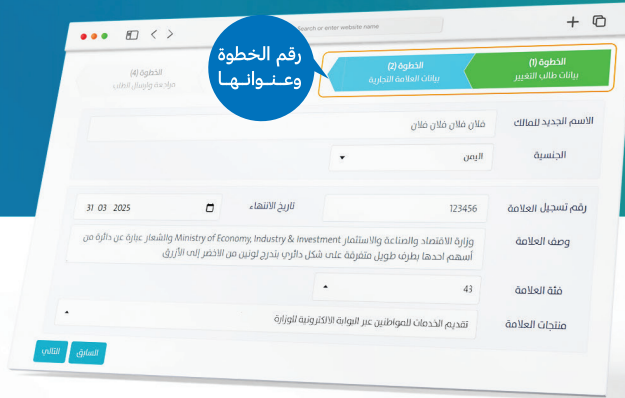 Search or enter website name
رقم الخطوة
وعـنـوانـهـا
الخطوة (1)
بيانات طالب التغيير
الخطوة (2)
بيانات العلامة التجارية
الخطوة (4)
مراجعة وإرسال الطلب
الاسم الجديد للمالك
فلان فلان فلان فلان
الجنسية
اليمن
رقم تسجيل العلامة
123456
تاريخ الانتهاء
31 03 2025
وصف العلامة
وزارة الاقتصاد والصناعة والاستثمار Ministry of Economy, Industry & Investment والشعار عبارة عن دائرة من
أسهم احدها بطرف طويل متفرقة على شكل دائري بتدرج لونين من الاخضر إلى الأزرق
فئة العلامة
43
منتجات العلامة
تقديم الخدمات للمواطنين عبر البوابة الالكترونية للوزارة
السابق
التالي